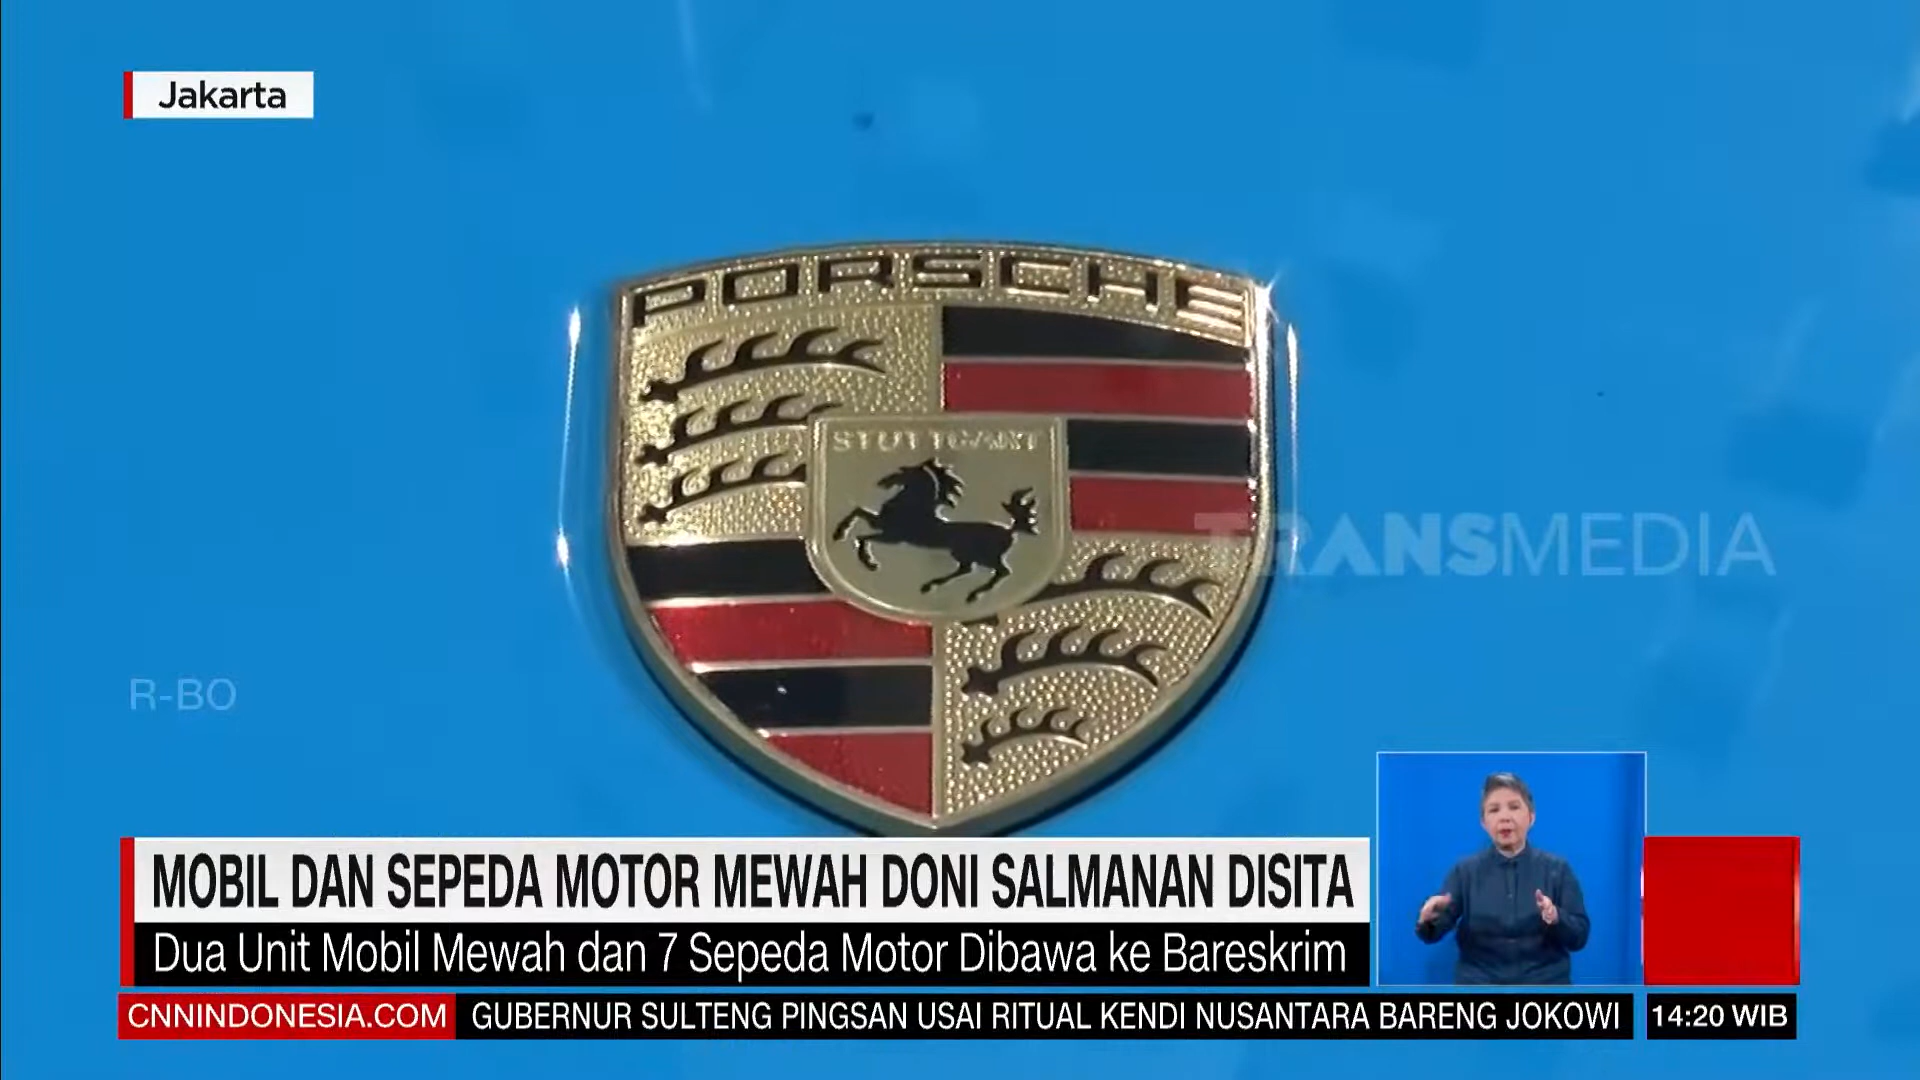 Jakarta
PORSCHE
STUTTGART
TRANSMEDIA
R-BO
MOBIL DAN SEPEDA MOTOR MEWAH DONI SALMANAN DISITA
Dua Unit Mobil Mewah dan 7 Sepeda Motor Dibawa ke Bareskrim
CNNINDONESIA.COM GUBERNUR SULTENG PINGSAN USAI RITUAL KENDI NUSANTARA BARENG JOKOWI 14:20 WIB